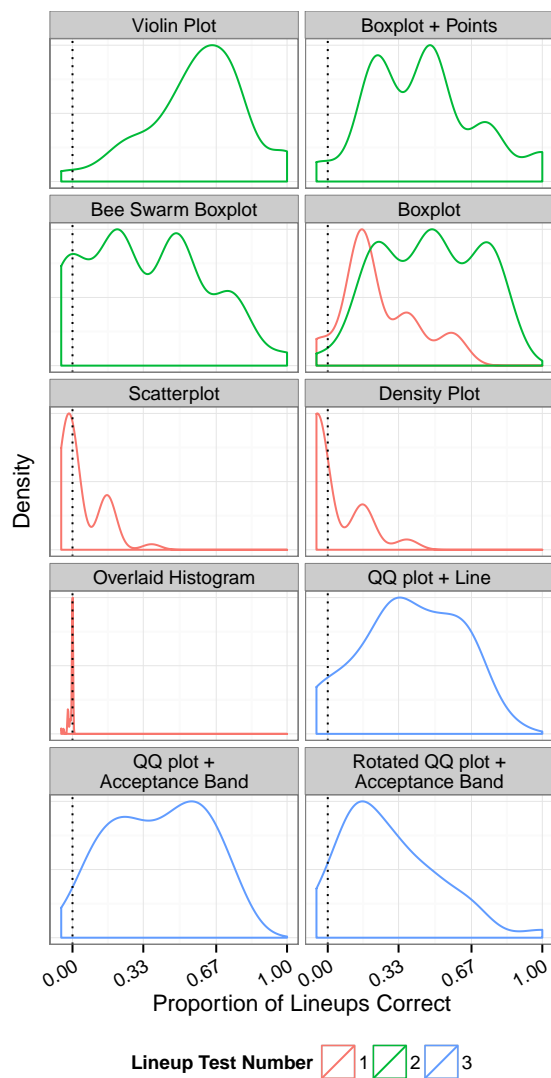 Violin Plot
Boxplot + Points
Bee Swarm Boxplot
Boxplot
Scatterplot
Density Plot
Overlaid Histogram
QQ plot + Line
QQ plot +
Acceptance Band
Rotated QQ plot +
Acceptance Band
Density
0.00 0.33 0.67 1.00 0.00 0.33 0.67 1.00
Proportion of Lineups Correct
Lineup Test Number 1 2 3